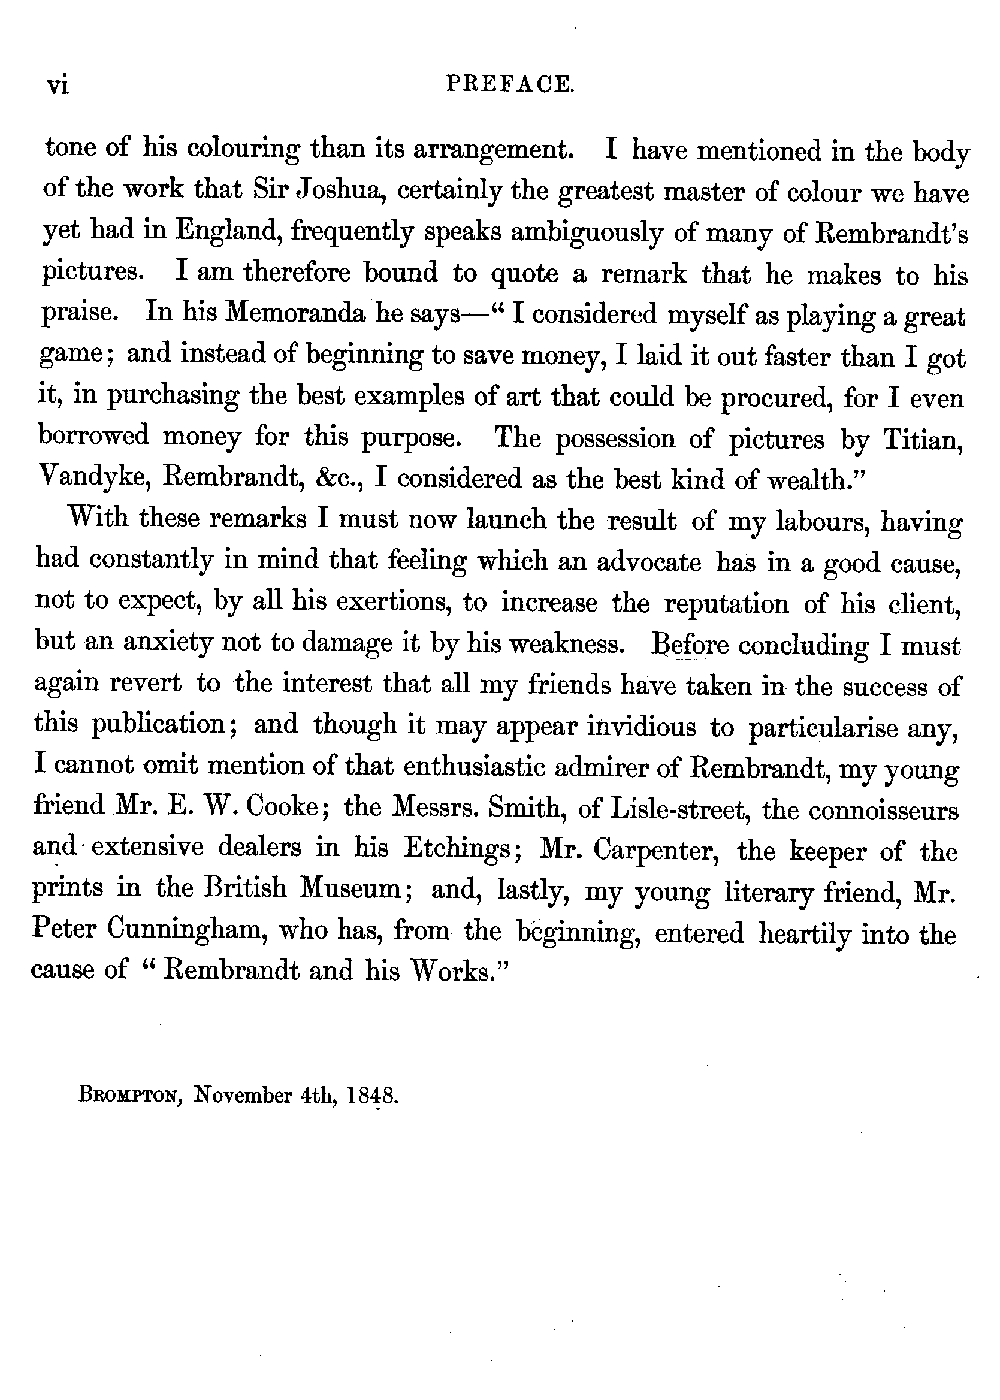 vi PREFACE.
tone of his colouring than its arrangement. I have mentioned in the body
of the work that Sir Joshua, certainly the greatest master of colour we have
yet had in England, frequently speaks ambiguously of many of Rembrandt's
pictures. I am therefore bound to quote a remark that he makes to his
praise. In his Memoranda he says—“ I considered myself as playing a great
game; and instead of beginning to save money, I laid it out faster than I got
it, in purchasing the best examples of art that could be procured, for I even
borrowed money for this purpose. The possession of pictures by Titian,
Vandyke, Rembrandt, &c., I considered as the best kind of wealth.”
With these remarks I must now launch the result of my labours, having
had constantly in mind that feeling which an advocate has in a good cause,
not to expect, by all his exertions, to increase the reputation of his client,
but an anxiety not to damage it by his weakness. Before concluding I must
again revert to the interest that all my friends have taken in the success of
this publication; and though it may appear invidious to particularise any,
I cannot omit mention of that enthusiastic admirer of Rembrandt, my young
friend Mr. E. W. Cooke; the Messrs. Smith, of Lisle-street, the connoisseurs
and extensive dealers in his Etchings; Mr. Carpenter, the keeper of the
prints in the British Museum; and, lastly, my young literary friend, Mr.
Peter Cunningham, who has, from the beginning, entered heartily into the
cause of “ Rembrandt and his Works.”
BROMPTON, November 4th, 1848.